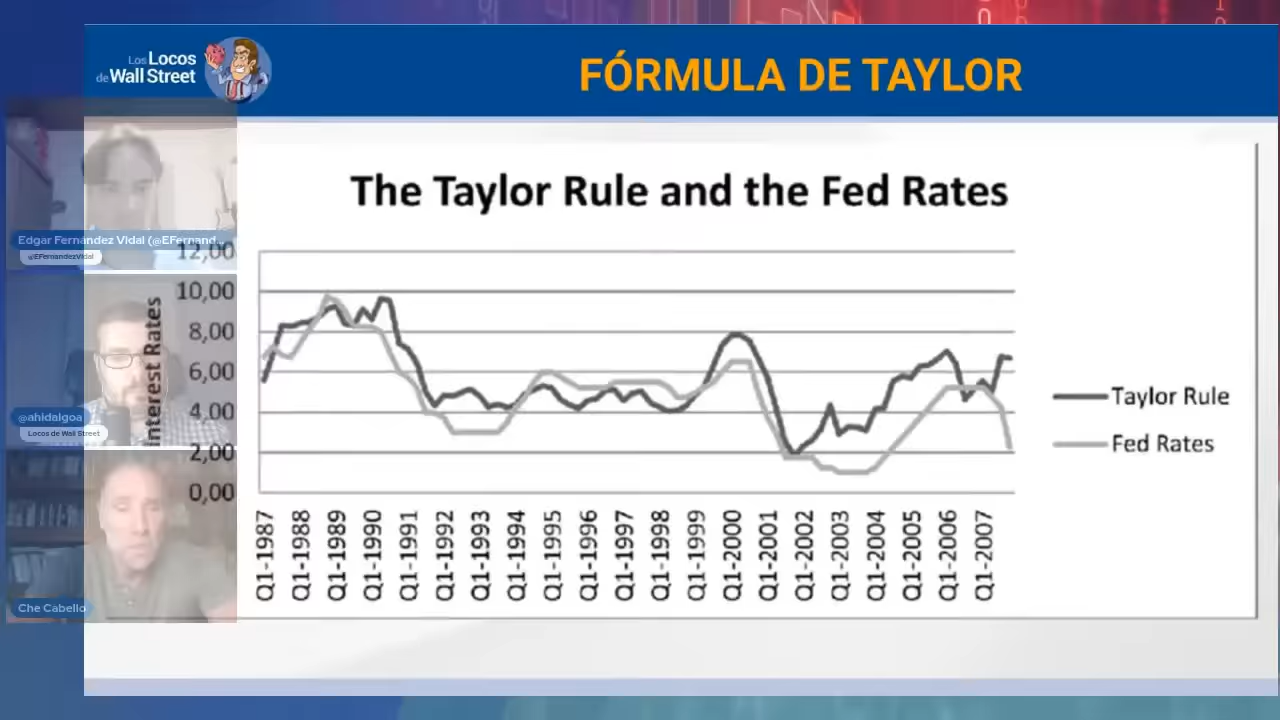 Los Locos
de Wall Street
FÓRMULA DE TAYLOR
The Taylor Rule and the Fed Rates
Edgar Fernandez Vidal (@EFernand...
@EFernandezVidal
@ahidalgoa
Locos de Wall Street
Che Cabello
Interest Rates
12,00
10,00
8,00
6,00
4,00
2,00
0,00
Q1-1987
Q1-1988
Q1-1989
Q1-1990
Q1-1991
Q1-1992
Q1-1993
Q1-1994
Q1-1995
Q1-1996
Q1-1997
Q1-1998
Q1-1999
Q1-2000
Q1-2001
Q1-2002
Q1-2003
Q1-2004
Q1-2005
Q1-2006
Q1-2007
Taylor Rule
Fed Rates